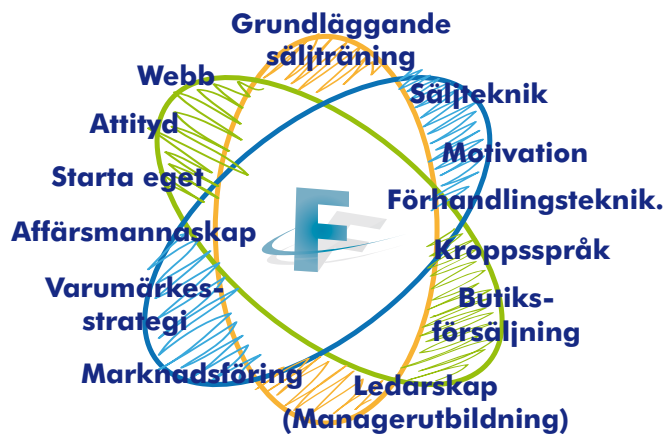 Grundläggande
säljträning
Webb
Säljteknik
Attityd
Motivation
Starta eget
Förhandlingsteknik.
Affärsmannaskap
Kroppsspråk
Varumärkes-
strategi
Butiks-
försäljning
Marknadsföring
Ledarskap
(Managerutbildning)
F